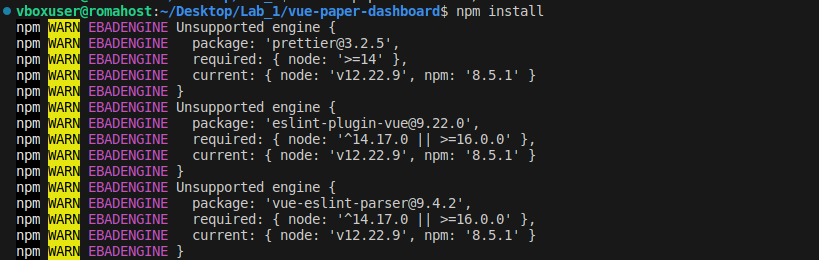 vboxuser@romahost:~/Desktop/Lab_1/vue-paper-dashboard$ npm install
npm WARN EBADENGINE Unsupported engine {
npm WARN EBADENGINE   package: 'prettier@3.2.5',
npm WARN EBADENGINE   required: { node: '>=14' },
npm WARN EBADENGINE   current: { node: 'v12.22.9', npm: '8.5.1' }
npm WARN EBADENGINE }
npm WARN EBADENGINE Unsupported engine {
npm WARN EBADENGINE   package: 'eslint-plugin-vue@9.22.0',
npm WARN EBADENGINE   required: { node: '^14.17.0 || >=16.0.0' },
npm WARN EBADENGINE   current: { node: 'v12.22.9', npm: '8.5.1' }
npm WARN EBADENGINE }
npm WARN EBADENGINE Unsupported engine {
npm WARN EBADENGINE   package: 'vue-eslint-parser@9.4.2',
npm WARN EBADENGINE   required: { node: '^14.17.0 || >=16.0.0' },
npm WARN EBADENGINE   current: { node: 'v12.22.9', npm: '8.5.1' }
npm WARN EBADENGINE }